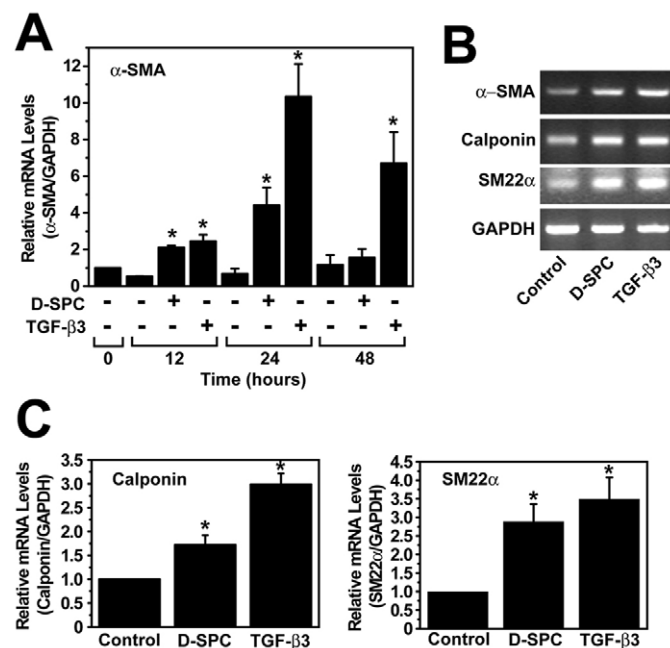 A
α-SMA
Relative mRNA Levels
(α-SMA/GAPDH)
12
10
8
6
4
2
0
* * * * *
D-SPC - - + - - + - - + -
TGF-β3 - - - + - - + - - +
0 12 24 48
Time (hours)
B
α–SMA
Calponin
SM22α
GAPDH
Control D-SPC TGF-β3
C
Calponin
Relative mRNA Levels
(Calponin/GAPDH)
3.5
3.0
2.5
2.0
1.5
1.0
0.5
0
* *
Control D-SPC TGF-β3
SM22α
Relative mRNA Levels
(SM22α/GAPDH)
4.5
4.0
3.5
3.0
2.5
2.0
1.5
1.0
0.5
0
* *
Control D-SPC TGF-β3